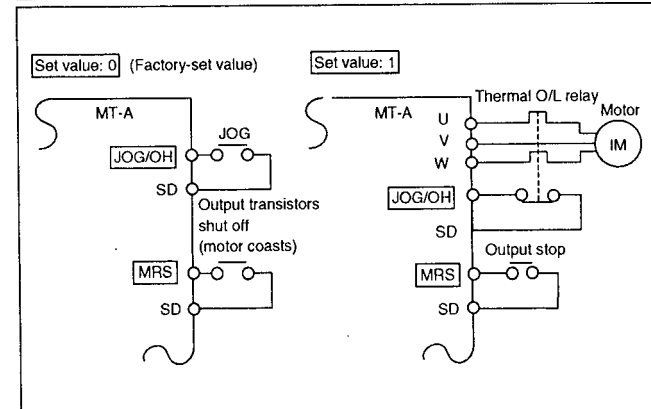 Set value: 0 (Factory-set value)
MT-A
JOG
JOG/OH
SD
Output transistors
shut off
(motor coasts)
MRS
SD
Set value: 1
Thermal O/L relay
MT-A
Motor
U
V
IM
W
JOG/OH
SD
Output stop
MRS
SD